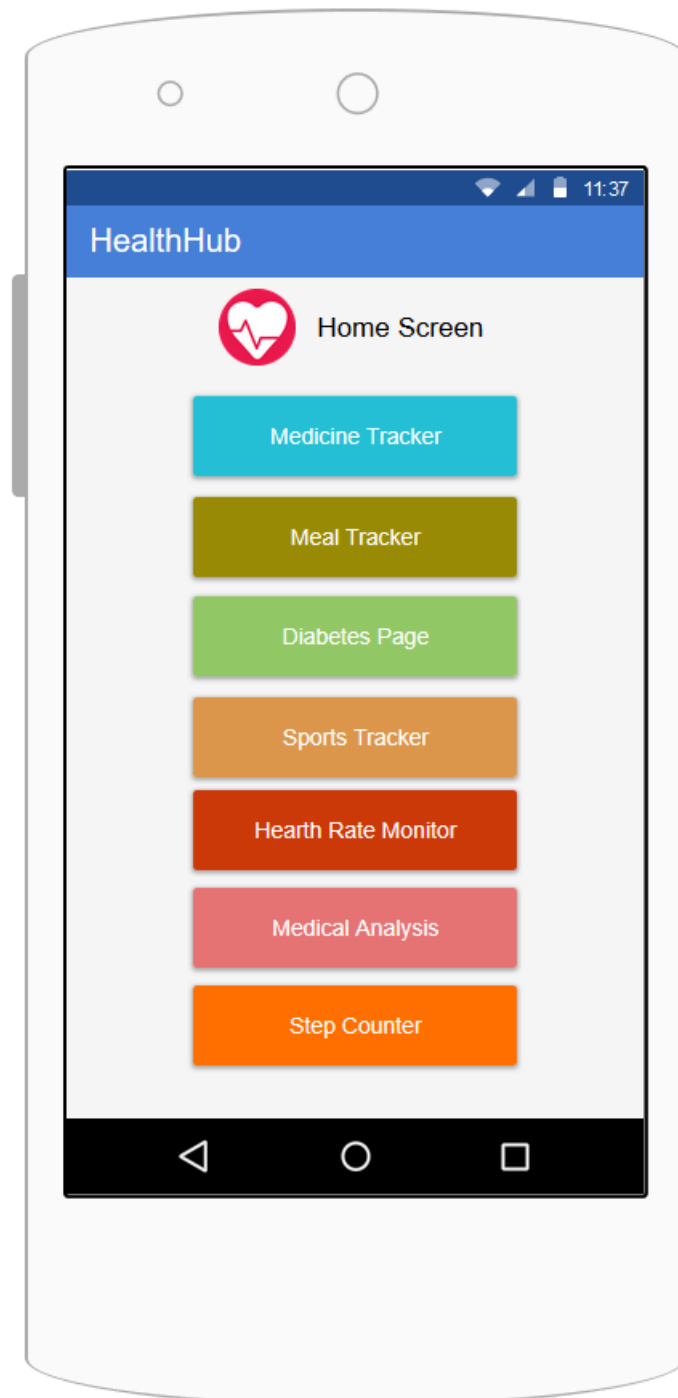 11:37
HealthHub
Home Screen
Medicine Tracker
Meal Tracker
Diabetes Page
Sports Tracker
Hearth Rate Monitor
Medical Analysis
Step Counter